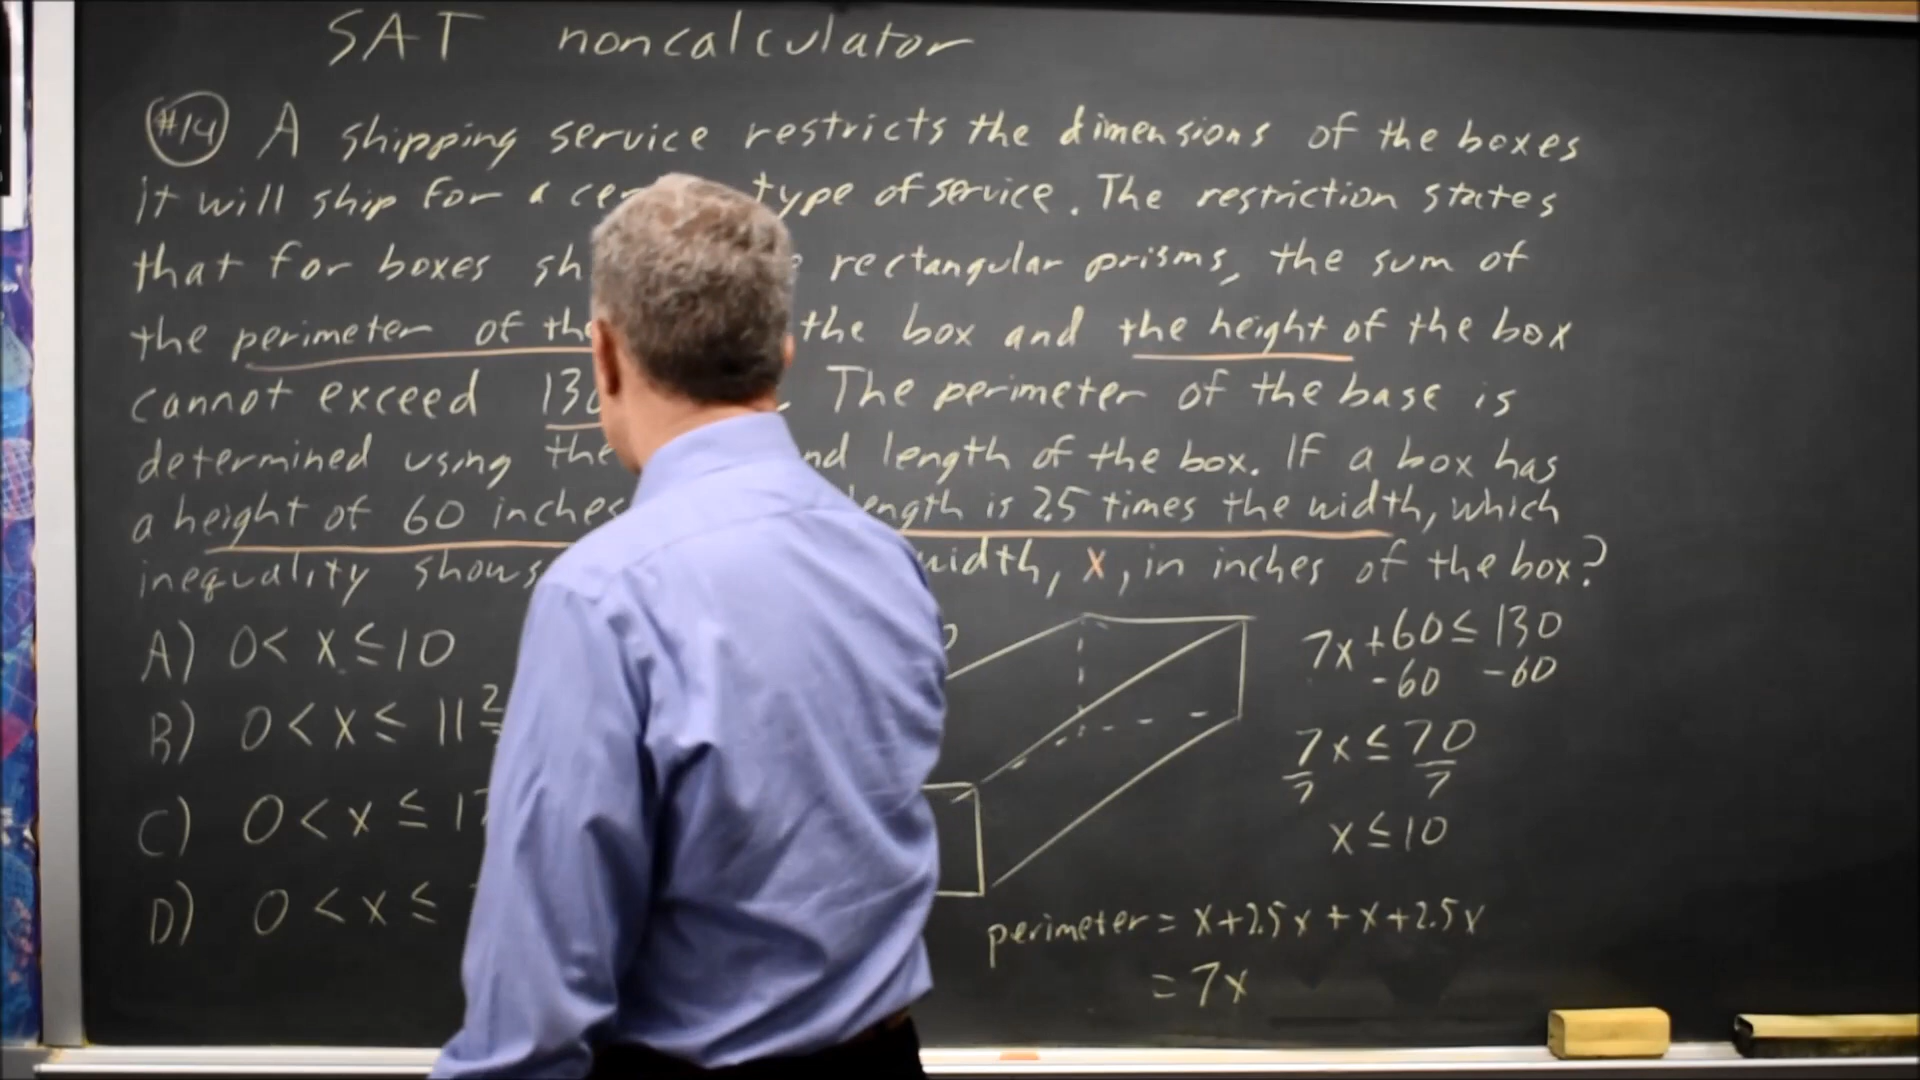 SAT noncalculator
#14 A shipping service restricts the dimensions of the boxes
it will ship for a type of service. The restriction states
that for boxes rectangular prisms, the sum of
the perimeter of the the box and the height of the box
cannot exceed The perimeter of the base is
determined using the length of the box. If a box has
a height of 60 inches length is 2.5 times the width, which
inequality shows width, x, in inches of the box?
A) 0 < x ≤ 10
B) 0 < x ≤ 11
C) 0 < x ≤
D) 0 < x ≤
7x + 60 ≤ 130
-60 -60
7x ≤ 70
7 7
x ≤ 10
perimeter = x + 2.5x + x + 2.5x
= 7x